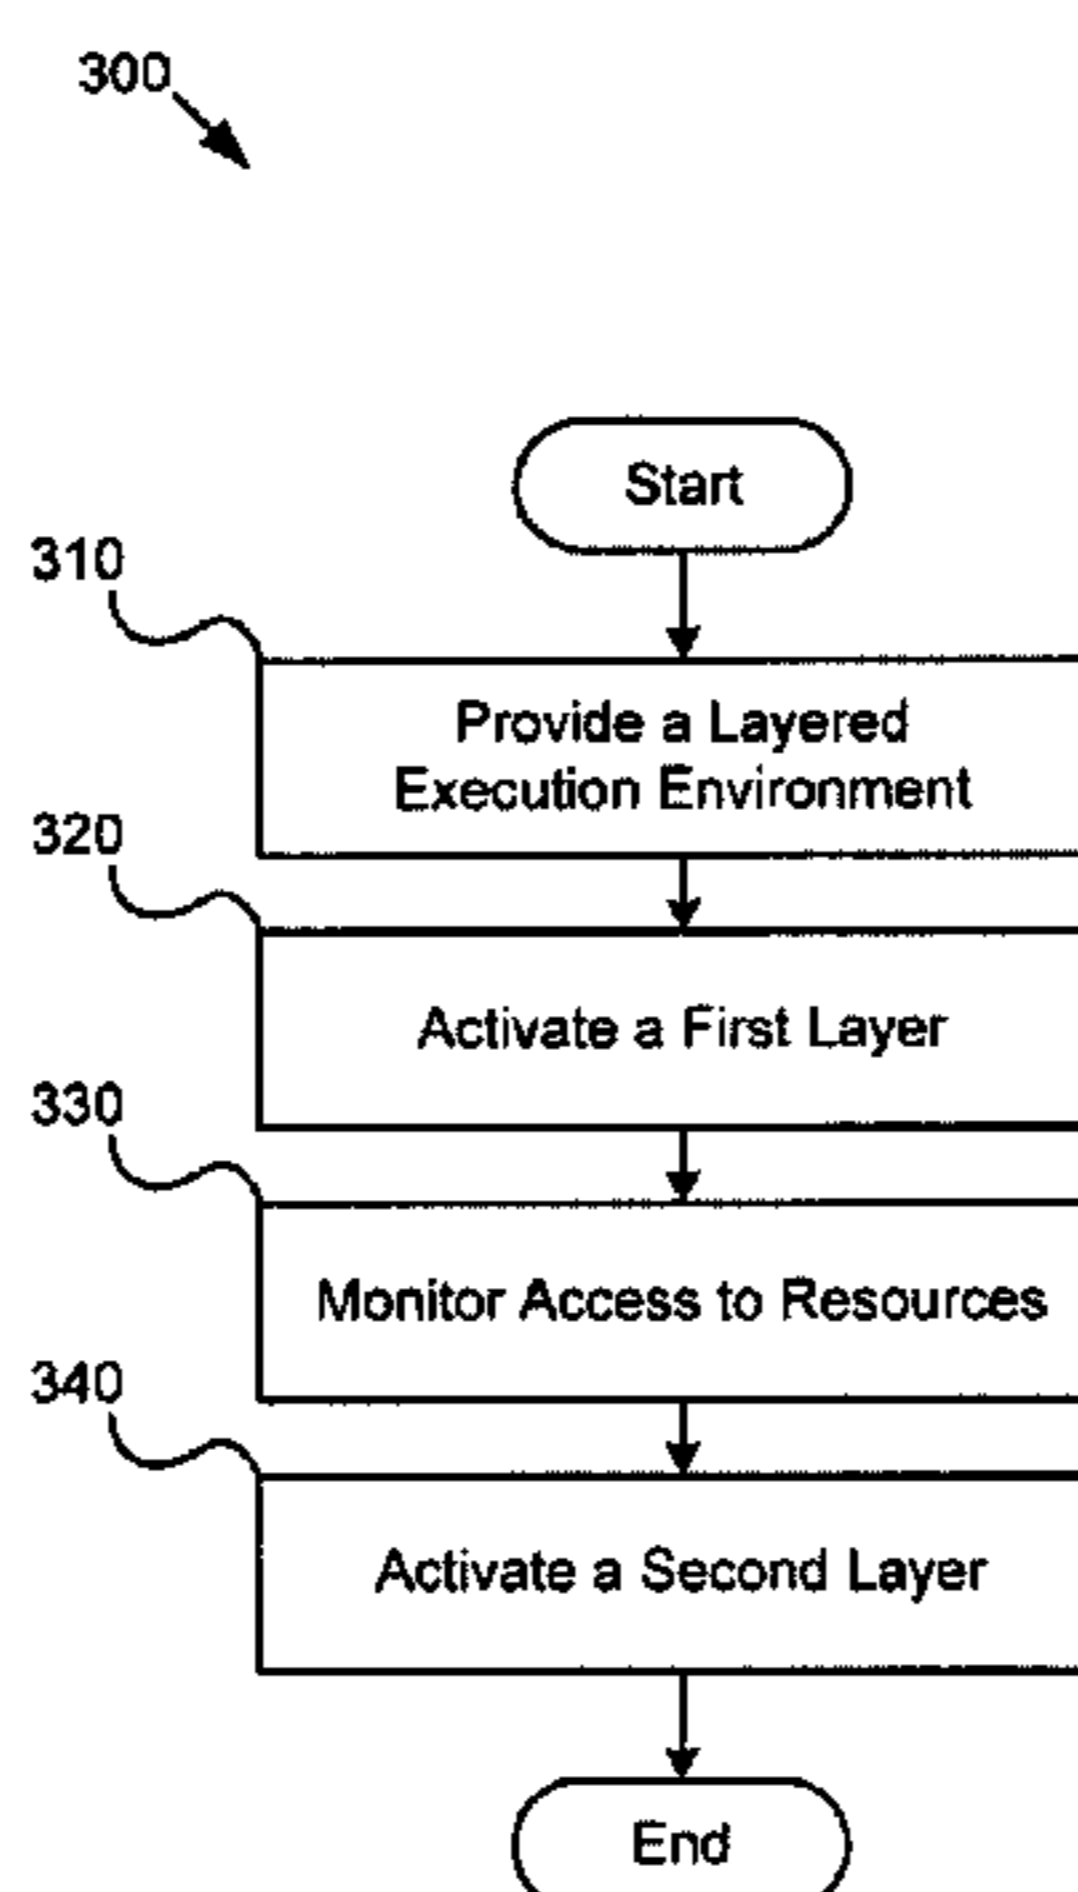 300
Start
310
Provide a Layered
Execution Environment
320
Activate a First Layer
330
Monitor Access to Resources
340
Activate a Second Layer
End